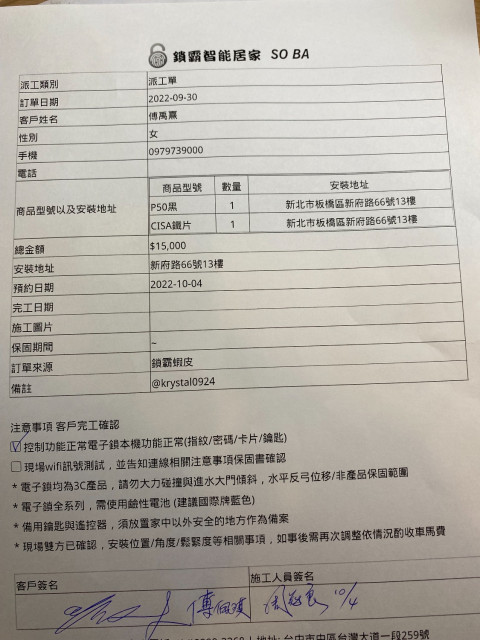 鎖霸智能居家 SO BA
派工類別 派工單
訂單日期 2022-09-30
客戶姓名 傅萬熏
性別 女
手機 0979739000
電話
商品型號以及安裝地址 商品型號 數量 安裝地址
P50黑 1 新北市板橋區新府路66號13樓
CISA鐵片 1 新北市板橋區新府路66號13樓
總金額 $15,000
安裝地址 新府路66號13樓
預約日期 2022-10-04
完工日期
施工圖片
保固期間 ~
訂單來源 鎖霸蝦皮
備註 @krystal0924
注意事項 客戶完工確認
控制功能正常電子鎖本機功能正常(指紋/密碼/卡片/鑰匙)
現場wifi訊號測試，並告知連線相關注意事項保固書確認
* 電子鎖均為3C產品，請勿大力碰撞與進水大門傾斜，水平反弓位移/非產品保固範圍
* 電子鎖全系列，需使用鹼性電池 (建議國際牌藍色)
* 備用鑰匙與遙控器，須放置家中以外安全的地方作為備案
* 現場雙方已確認，安裝位置/角度/鬆緊度等相關事項，如事後需再次調整依情況酌收車馬費
客戶簽名 施工人員簽名
10/4
地址: 台中市中區台灣大道一段259號